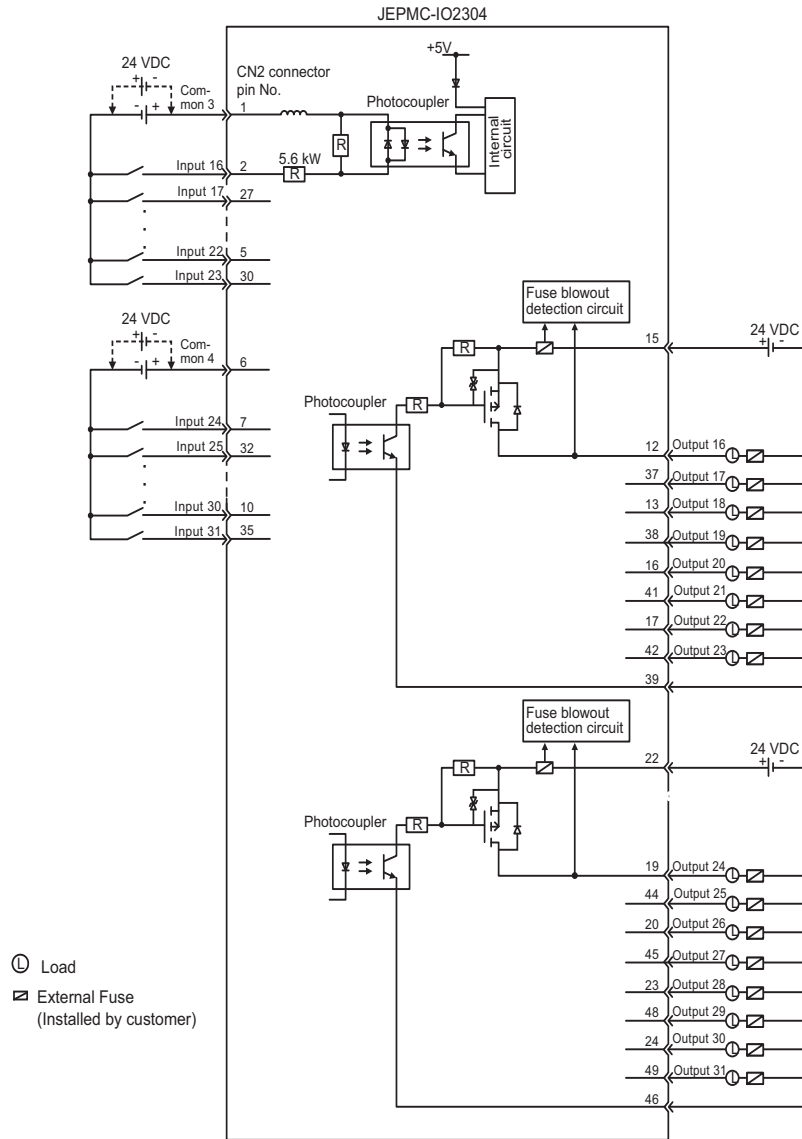 JEPMC-IO2304
24 VDC
+ -
- +
Com-
mon 3
CN2 connector
pin No.
1
+5V
Photocoupler
Internal
circuit
R
5.6 kW
R
Input 16 2
Input 17 27
Input 22 5
Input 23 30
24 VDC
+ -
- +
Com-
mon 4
6
Input 24 7
Input 25 32
Input 30 10
Input 31 35
Fuse blowout
detection circuit
15
24 VDC
+ -
R
Photocoupler
R
12 Output 16 L
37 Output 17 L
13 Output 18 L
38 Output 19 L
16 Output 20 L
41 Output 21 L
17 Output 22 L
42 Output 23 L
39
Fuse blowout
detection circuit
22
24 VDC
+ -
R
Photocoupler
R
19 Output 24 L
44 Output 25 L
20 Output 26 L
45 Output 27 L
23 Output 28 L
48 Output 29 L
24 Output 30 L
49 Output 31 L
46
L Load
External Fuse
(Installed by customer)